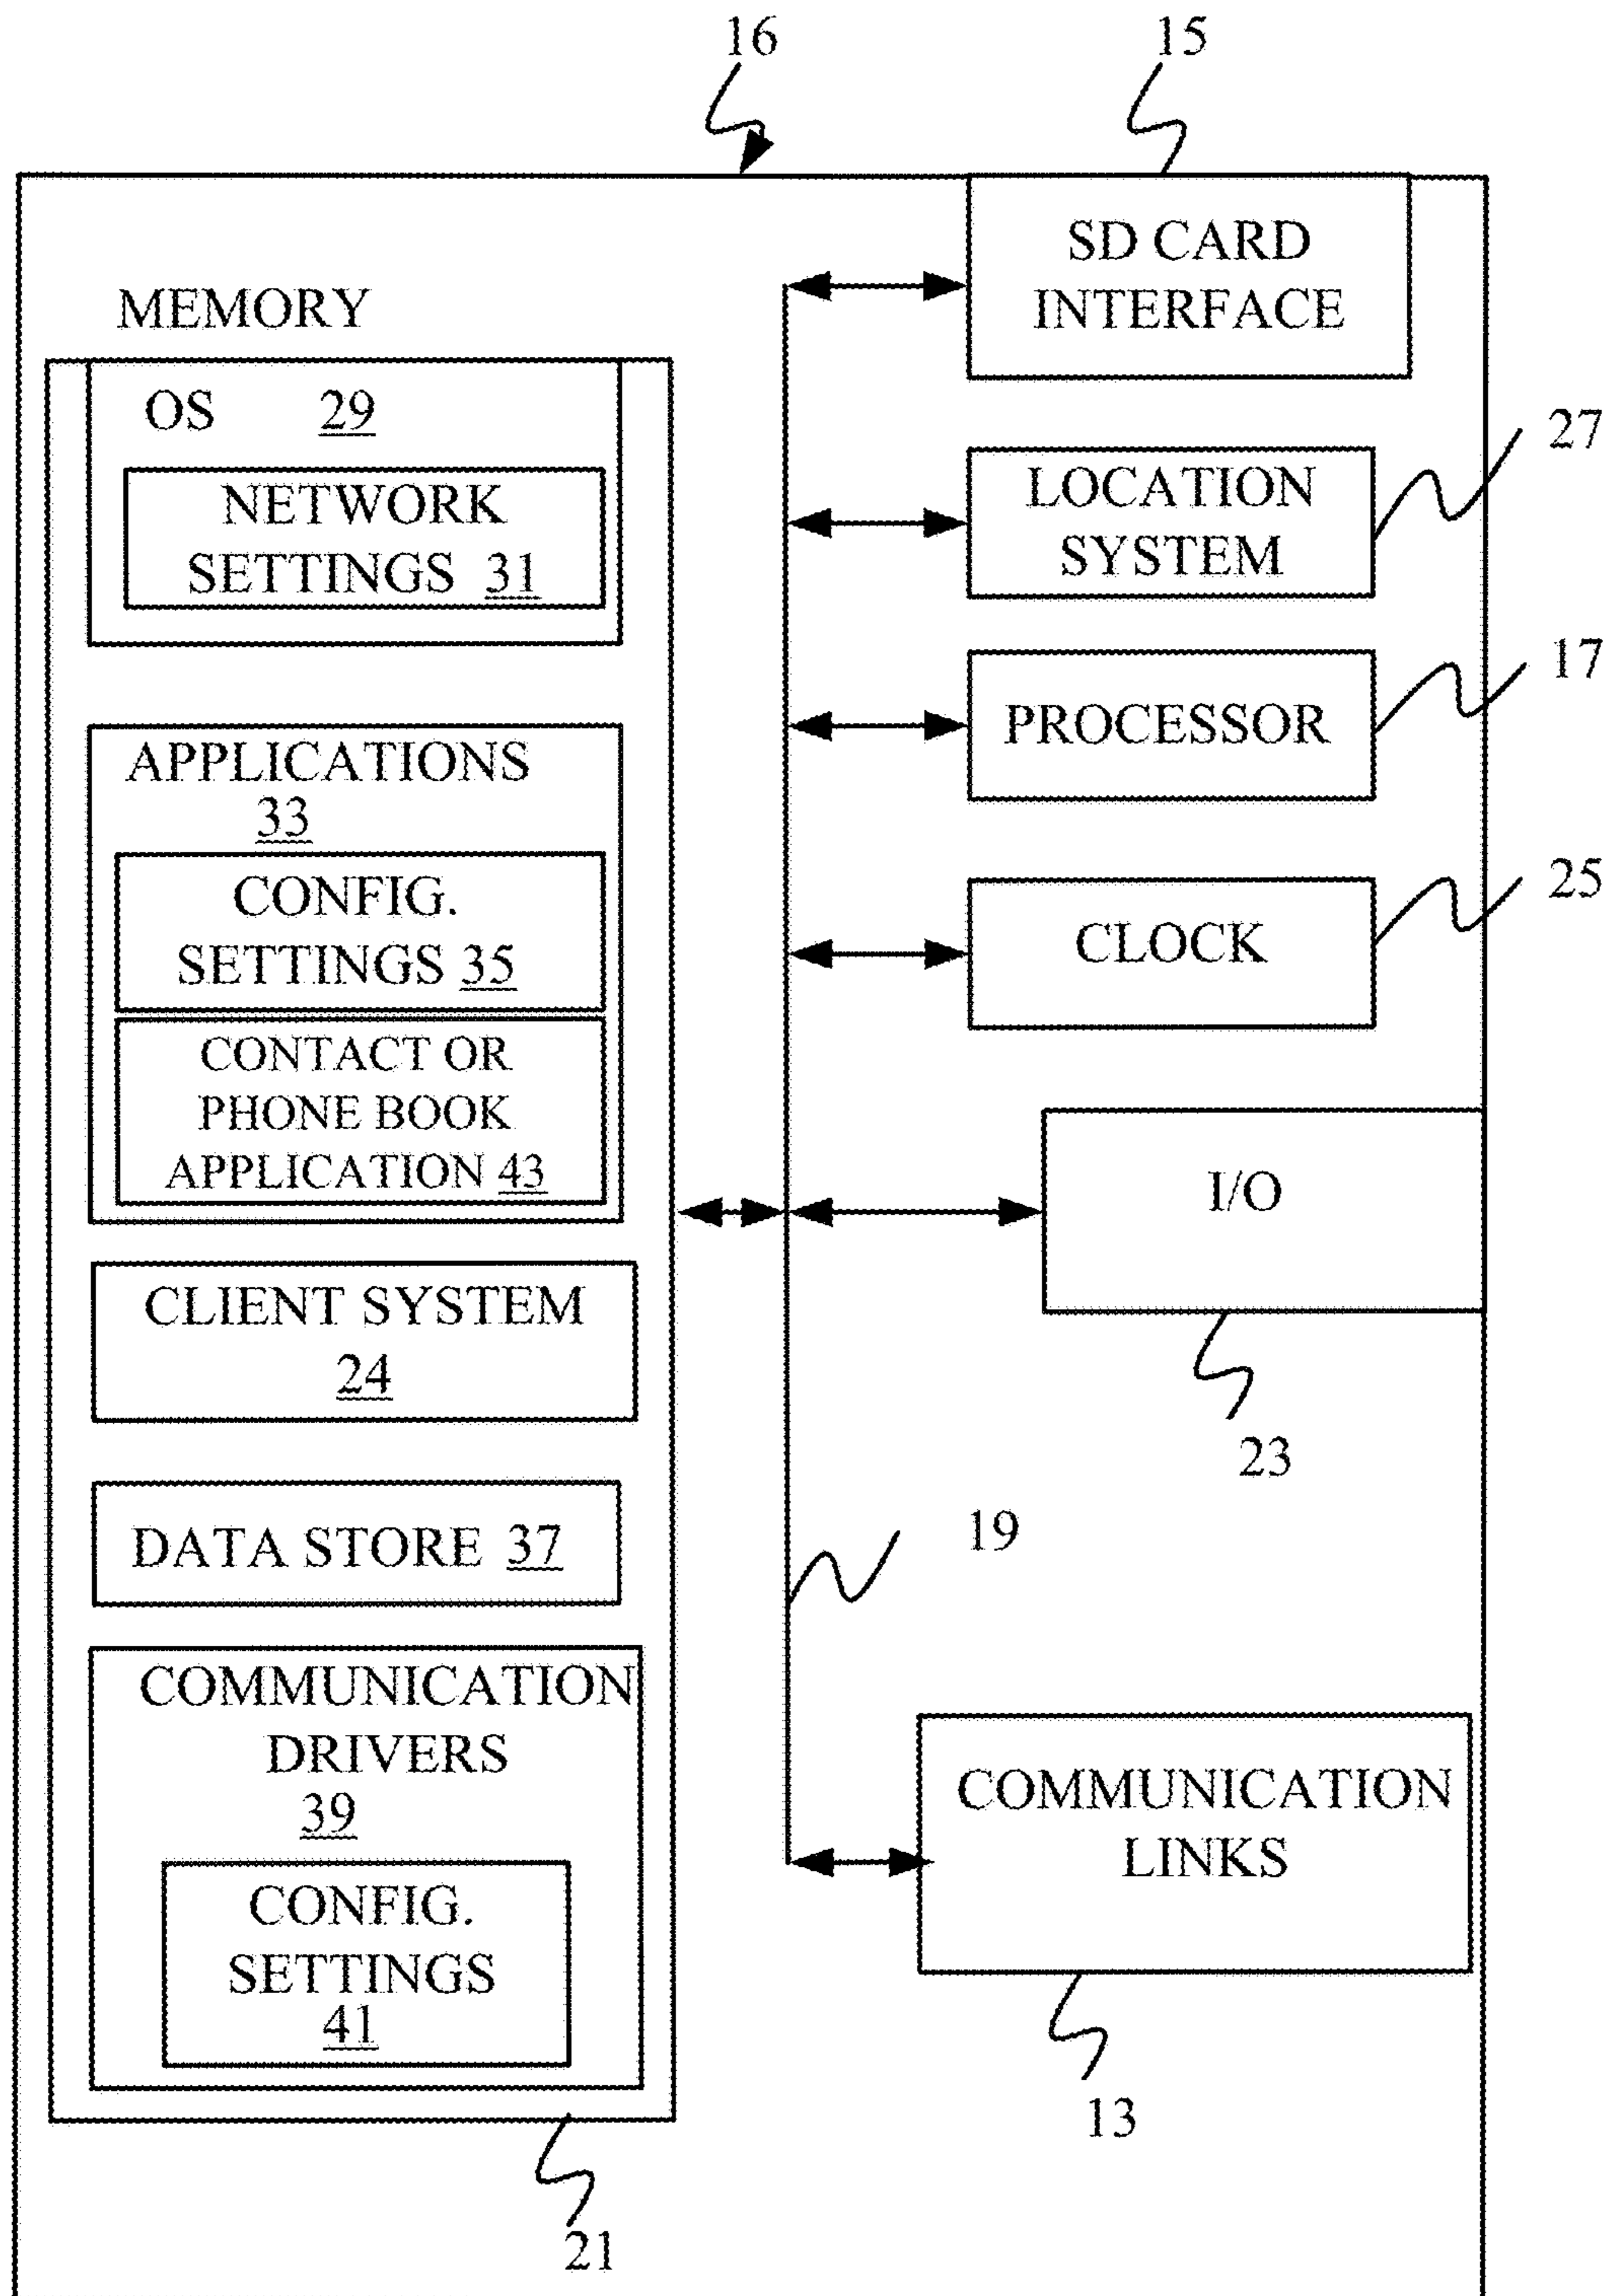 16
15
SD CARD
INTERFACE
MEMORY
OS 29
NETWORK
SETTINGS 31
27
LOCATION
SYSTEM
17
PROCESSOR
APPLICATIONS
33
CONFIG.
SETTINGS 35
25
CLOCK
CONTACT OR
PHONE BOOK
APPLICATION 43
I/O
CLIENT SYSTEM
24
23
DATA STORE 37
19
COMMUNICATION
DRIVERS
39
CONFIG.
SETTINGS
41
COMMUNICATION
LINKS
13
21